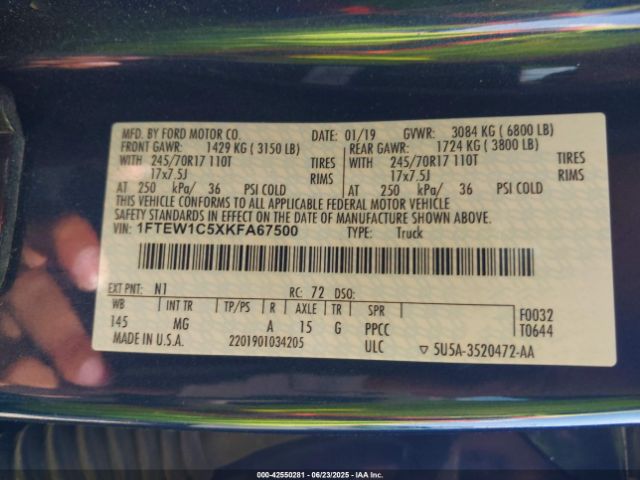 MFD. BY FORD MOTOR CO. DATE: 01/19 GVWR: 3084 KG ( 6800 LB)
FRONT GAWR: 1429 KG ( 3150 LB) REAR GAWR: 1724 KG ( 3800 LB)
WITH 245/70R17 110T TIRES WITH 245/70R17 110T TIRES
17x7.5J RIMS 17x7.5J RIMS
AT 250 kPa/ 36 PSI COLD AT 250 kPa/ 36 PSI COLD
THIS VEHICLE CONFORMS TO ALL APPLICABLE FEDERAL MOTOR VEHICLE
SAFETY STANDARDS IN EFFECT ON THE DATE OF MANUFACTURE SHOWN ABOVE.
VIN: 1FTEW1C5XKFA67500 TYPE: Truck
EXT PNT: N1 RC: 72 DSO:
WB INT TR TP/PS R AXLE TR SPR F0032
145 MG A 15 G PPCC T0644
MADE IN U.S.A. 2201901034205 ULC ▽ 5U5A-3520472-AA
000-42550281 - 06/23/2025 - IAA Inc.